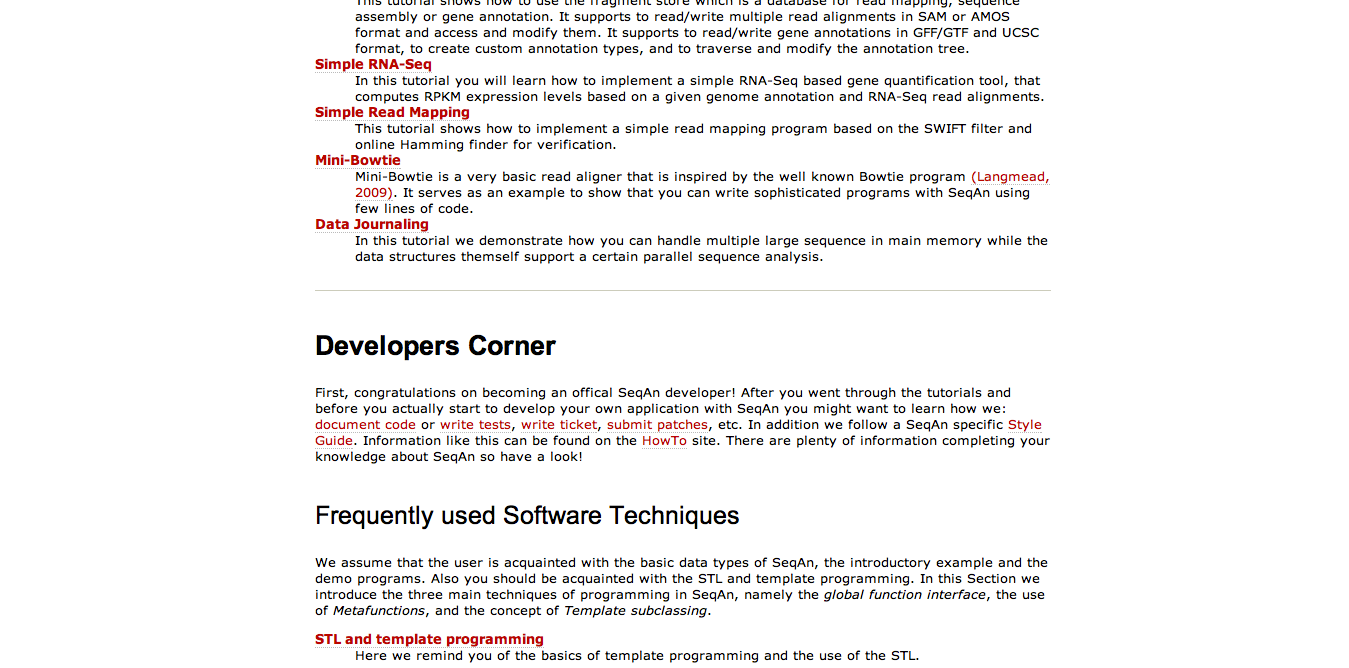 This tutorial shows how to use the fragment store which is a database for read mapping, sequence
assembly or gene annotation. It supports to read/write multiple read alignments in SAM or AMOS
format and access and modify them. It supports to read/write gene annotations in GFF/GTF and UCSC
format, to create custom annotation types, and to traverse and modify the annotation tree.
Simple RNA-Seq
In this tutorial you will learn how to implement a simple RNA-Seq based gene quantification tool, that
computes RPKM expression levels based on a given genome annotation and RNA-Seq read alignments.
Simple Read Mapping
This tutorial shows how to implement a simple read mapping program based on the SWIFT filter and
online Hamming finder for verification.
Mini-Bowtie
Mini-Bowtie is a very basic read aligner that is inspired by the well known Bowtie program (Langmead,
2009). It serves as an example to show that you can write sophisticated programs with SeqAn using
few lines of code.
Data Journaling
In this tutorial we demonstrate how you can handle multiple large sequence in main memory while the
data structures themself support a certain parallel sequence analysis.
Developers Corner
First, congratulations on becoming an offical SeqAn developer! After you went through the tutorials and
before you actually start to develop your own application with SeqAn you might want to learn how we:
document code or write tests, write ticket, submit patches, etc. In addition we follow a SeqAn specific Style
Guide. Information like this can be found on the HowTo site. There are plenty of information completing your
knowledge about SeqAn so have a look!
Frequently used Software Techniques
We assume that the user is acquainted with the basic data types of SeqAn, the introductory example and the
demo programs. Also you should be acquainted with the STL and template programming. In this Section we
introduce the three main techniques of programming in SeqAn, namely the global function interface, the use
of Metafunctions, and the concept of Template subclassing.
STL and template programming
Here we remind you of the basics of template programming and the use of the STL.